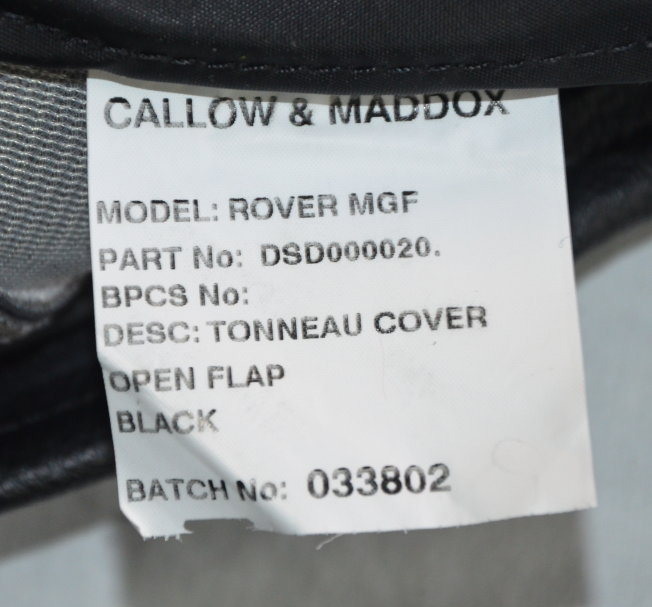 CALLOW & MADDOX
MODEL: ROVER MGF
PART No: DSD000020.
BPCS No:
DESC: TONNEAU COVER
OPEN FLAP
BLACK
BATCH No: 033802